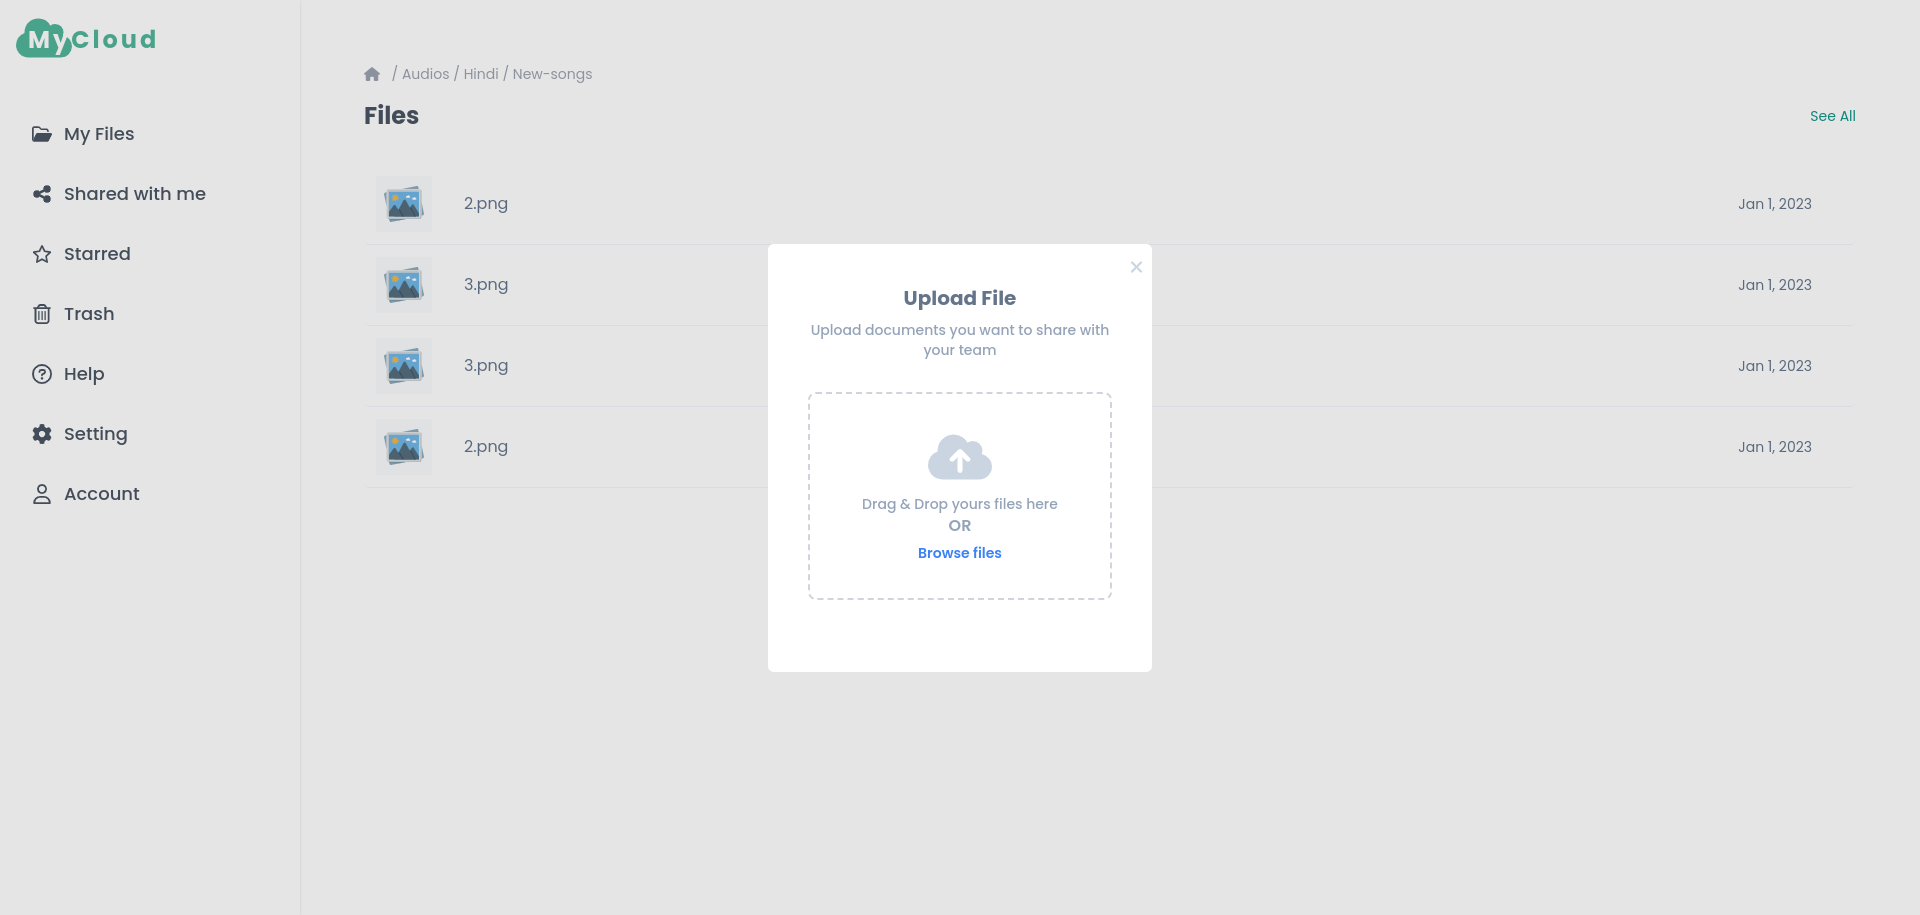 MyCloud
My Files
Shared with me
Starred
Trash
Help
Setting
Account
/ Audios / Hindi / New-songs
Files
See All
2.png
Jan 1, 2023
3.png
Jan 1, 2023
3.png
Jan 1, 2023
2.png
Jan 1, 2023
Upload File
Upload documents you want to share with
your team
Drag & Drop yours files here
OR
Browse files